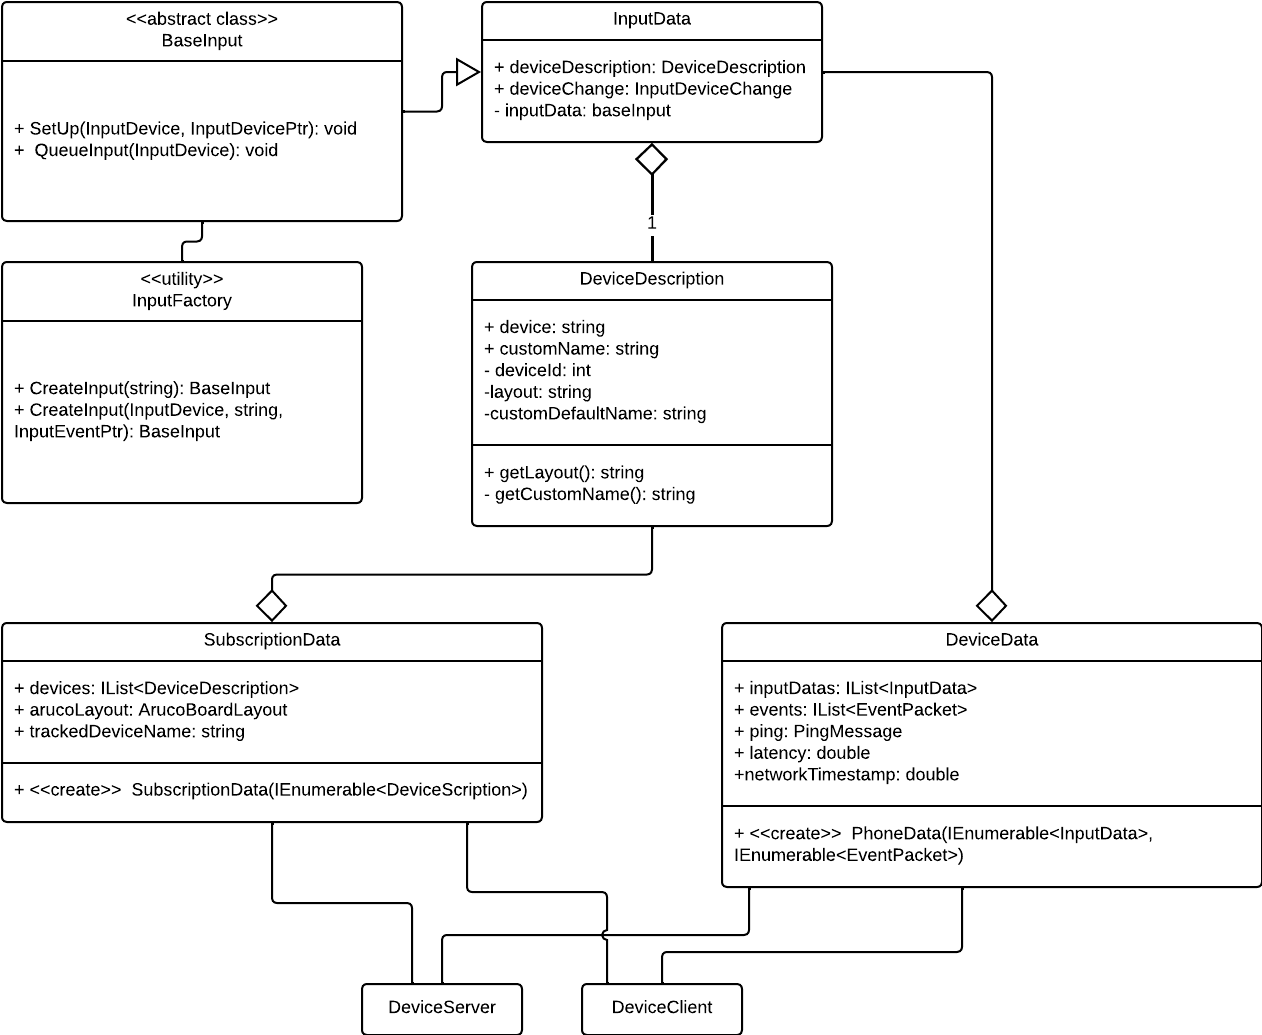 <<abstract class>>
BaseInput
+ SetUp(InputDevice, InputDevicePtr): void
+ QueueInput(InputDevice): void
InputData
+ deviceDescription: DeviceDescription
+ deviceChange: InputDeviceChange
- inputData: baseInput
1
<<utility>>
InputFactory
+ CreateInput(string): BaseInput
+ CreateInput(InputDevice, string,
InputEventPtr): BaseInput
DeviceDescription
+ device: string
+ customName: string
- deviceId: int
-layout: string
-customDefaultName: string
+ getLayout(): string
- getCustomName(): string
SubscriptionData
+ devices: IList<DeviceDescription>
+ arucoLayout: ArucoBoardLayout
+ trackedDeviceName: string
+ <<create>> SubscriptionData(IEnumerable<DeviceScription>)
DeviceData
+ inputDatas: IList<InputData>
+ events: IList<EventPacket>
+ ping: PingMessage
+ latency: double
+networkTimestamp: double
+ <<create>> PhoneData(IEnumerable<InputData>,
IEnumerable<EventPacket>)
DeviceServer
DeviceClient